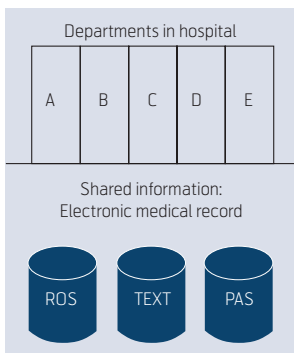 Departments in hospital
A B C D E
Shared information:
Electronic medical record
ROS TEXT PAS